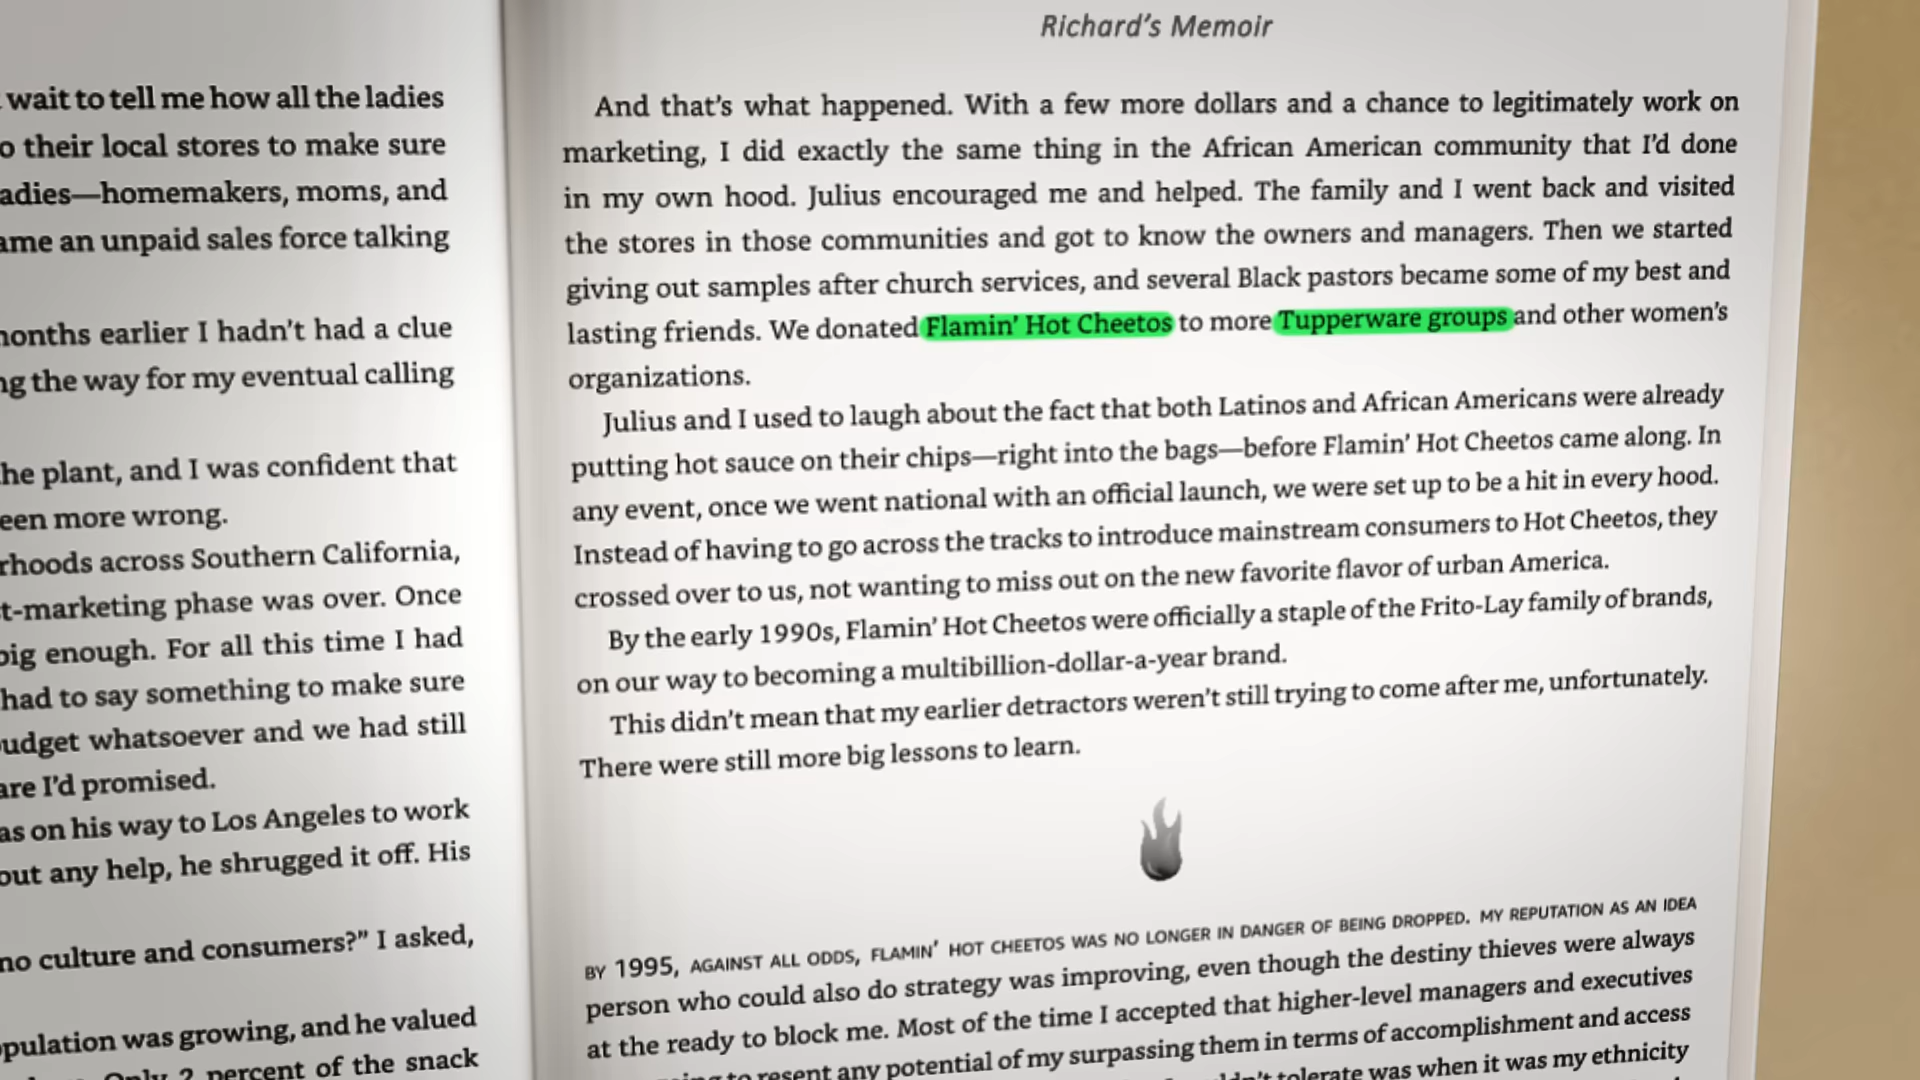 wait to tell me how all the ladies
o their local stores to make sure
adies—homemakers, moms, and
ame an unpaid sales force talking
months earlier I hadn't had a clue
ng the way for my eventual calling
he plant, and I was confident that
een more wrong.
rhoods across Southern California,
t-marketing phase was over. Once
big enough. For all this time I had
had to say something to make sure
udget whatsoever and we had still
are I'd promised.
as on his way to Los Angeles to work
out any help, he shrugged it off. His
no culture and consumers?" I asked,
opulation was growing, and he valued
Only 2 percent of the snack
Richard's Memoir
And that's what happened. With a few more dollars and a chance to legitimately work on
marketing, I did exactly the same thing in the African American community that I'd done
in my own hood. Julius encouraged me and helped. The family and I went back and visited
the stores in those communities and got to know the owners and managers. Then we started
giving out samples after church services, and several Black pastors became some of my best and
lasting friends. We donated Flamin' Hot Cheetos to more Tupperware groups and other women's
organizations.
Julius and I used to laugh about the fact that both Latinos and African Americans were already
putting hot sauce on their chips—right into the bags—before Flamin' Hot Cheetos came along. In
any event, once we went national with an official launch, we were set up to be a hit in every hood.
Instead of having to go across the tracks to introduce mainstream consumers to Hot Cheetos, they
crossed over to us, not wanting to miss out on the new favorite flavor of urban America.
By the early 1990s, Flamin' Hot Cheetos were officially a staple of the Frito-Lay family of brands,
on our way to becoming a multibillion-dollar-a-year brand.
This didn't mean that my earlier detractors weren't still trying to come after me, unfortunately.
There were still more big lessons to learn.
BY 1995, AGAINST ALL ODDS, FLAMIN' HOT CHEETOS WAS NO LONGER IN DANGER OF BEING DROPPED. MY REPUTATION AS AN IDEA
person who could also do strategy was improving, even though the destiny thieves were always
at the ready to block me. Most of the time I accepted that higher-level managers and executives
to resent any potential of my surpassing them in terms of accomplishment and access
tolerate was when it was my ethnicity